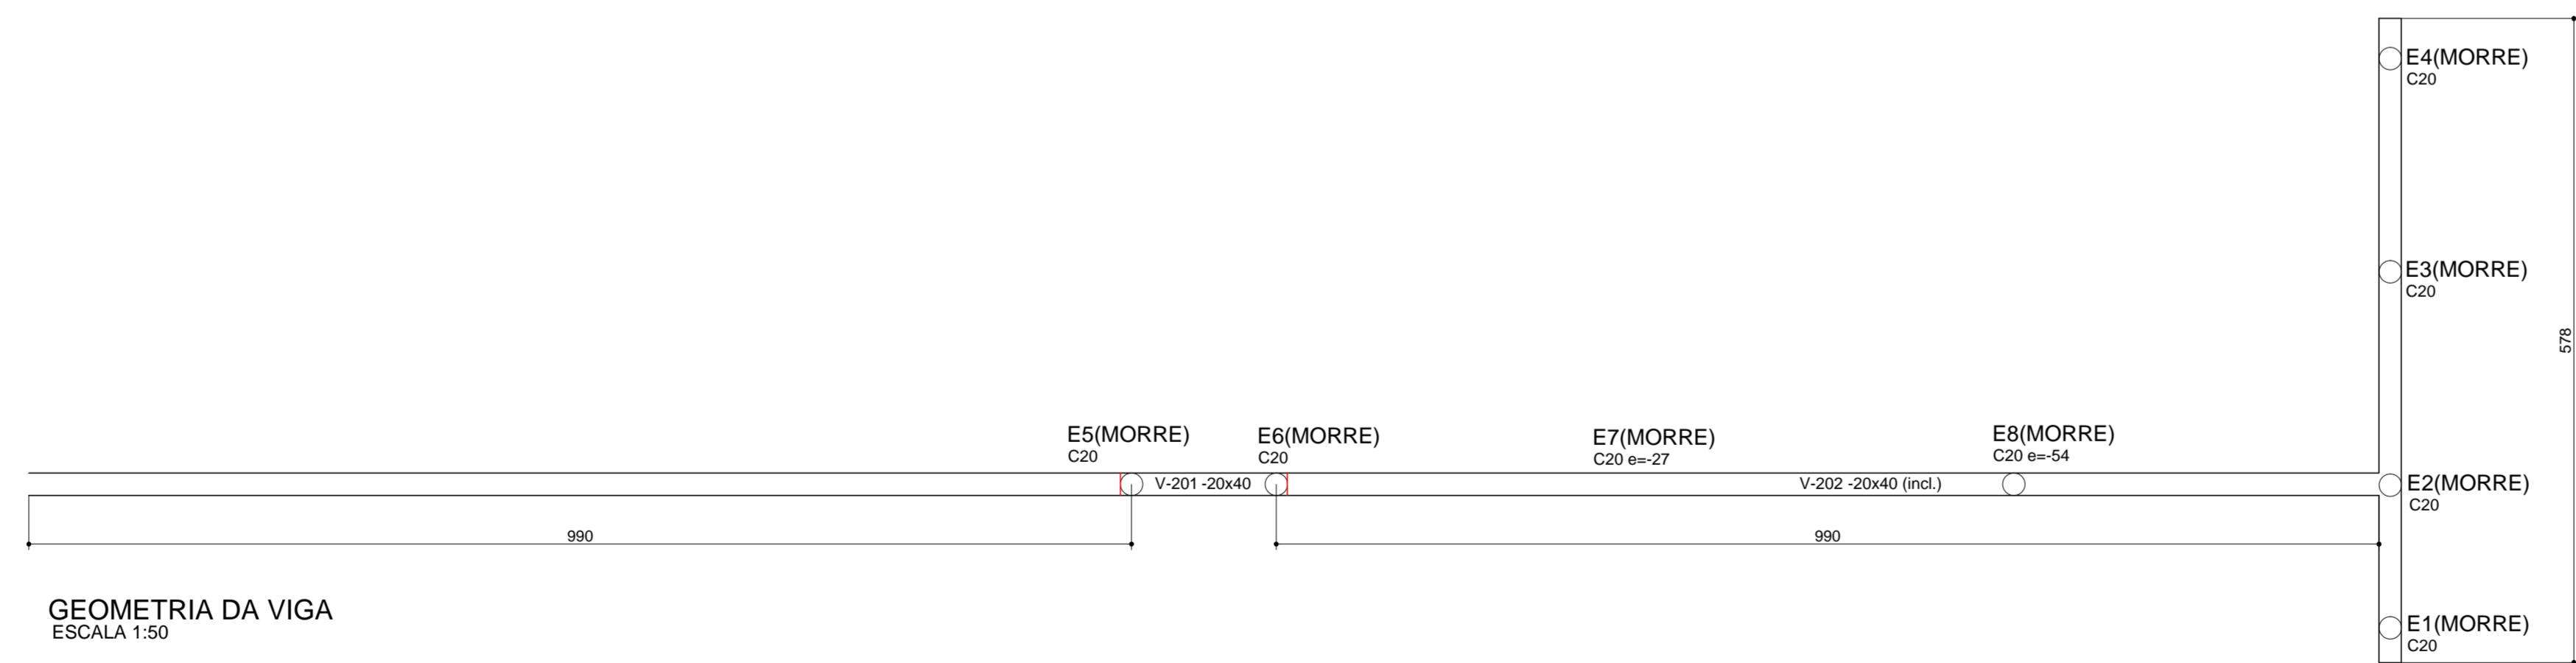 E4(MORRE)
C20
E3(MORRE)
C20
578
E5(MORRE)
C20
E6(MORRE)
C20
E7(MORRE)
C20 e=-27
E8(MORRE)
C20 e=-54
V-201 -20x40
V-202 -20x40 (incl.)
E2(MORRE)
C20
990
990
GEOMETRIA DA VIGA
ESCALA 1:50
E1(MORRE)
C20